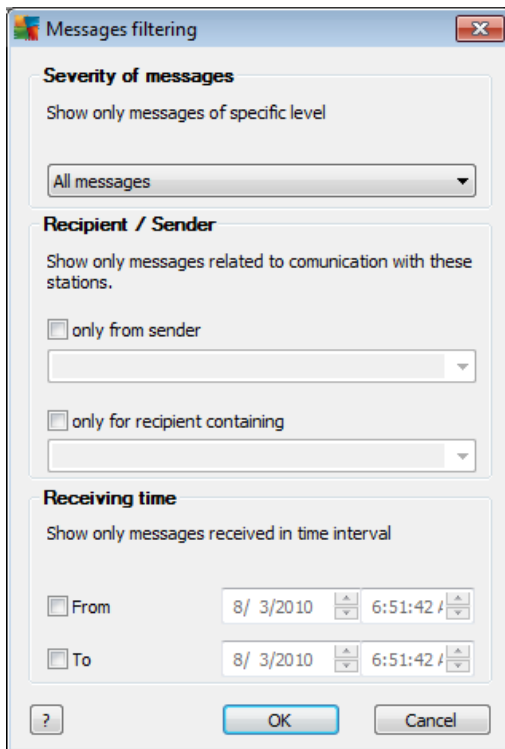 Messages filtering
Severity of messages
Show only messages of specific level
All messages
Recipient / Sender
Show only messages related to comunication with these
stations.
only from sender
only for recipient containing
Receiving time
Show only messages received in time interval
From 8/ 3/2010 6:51:42 A
To 8/ 3/2010 6:51:42 A
? OK Cancel